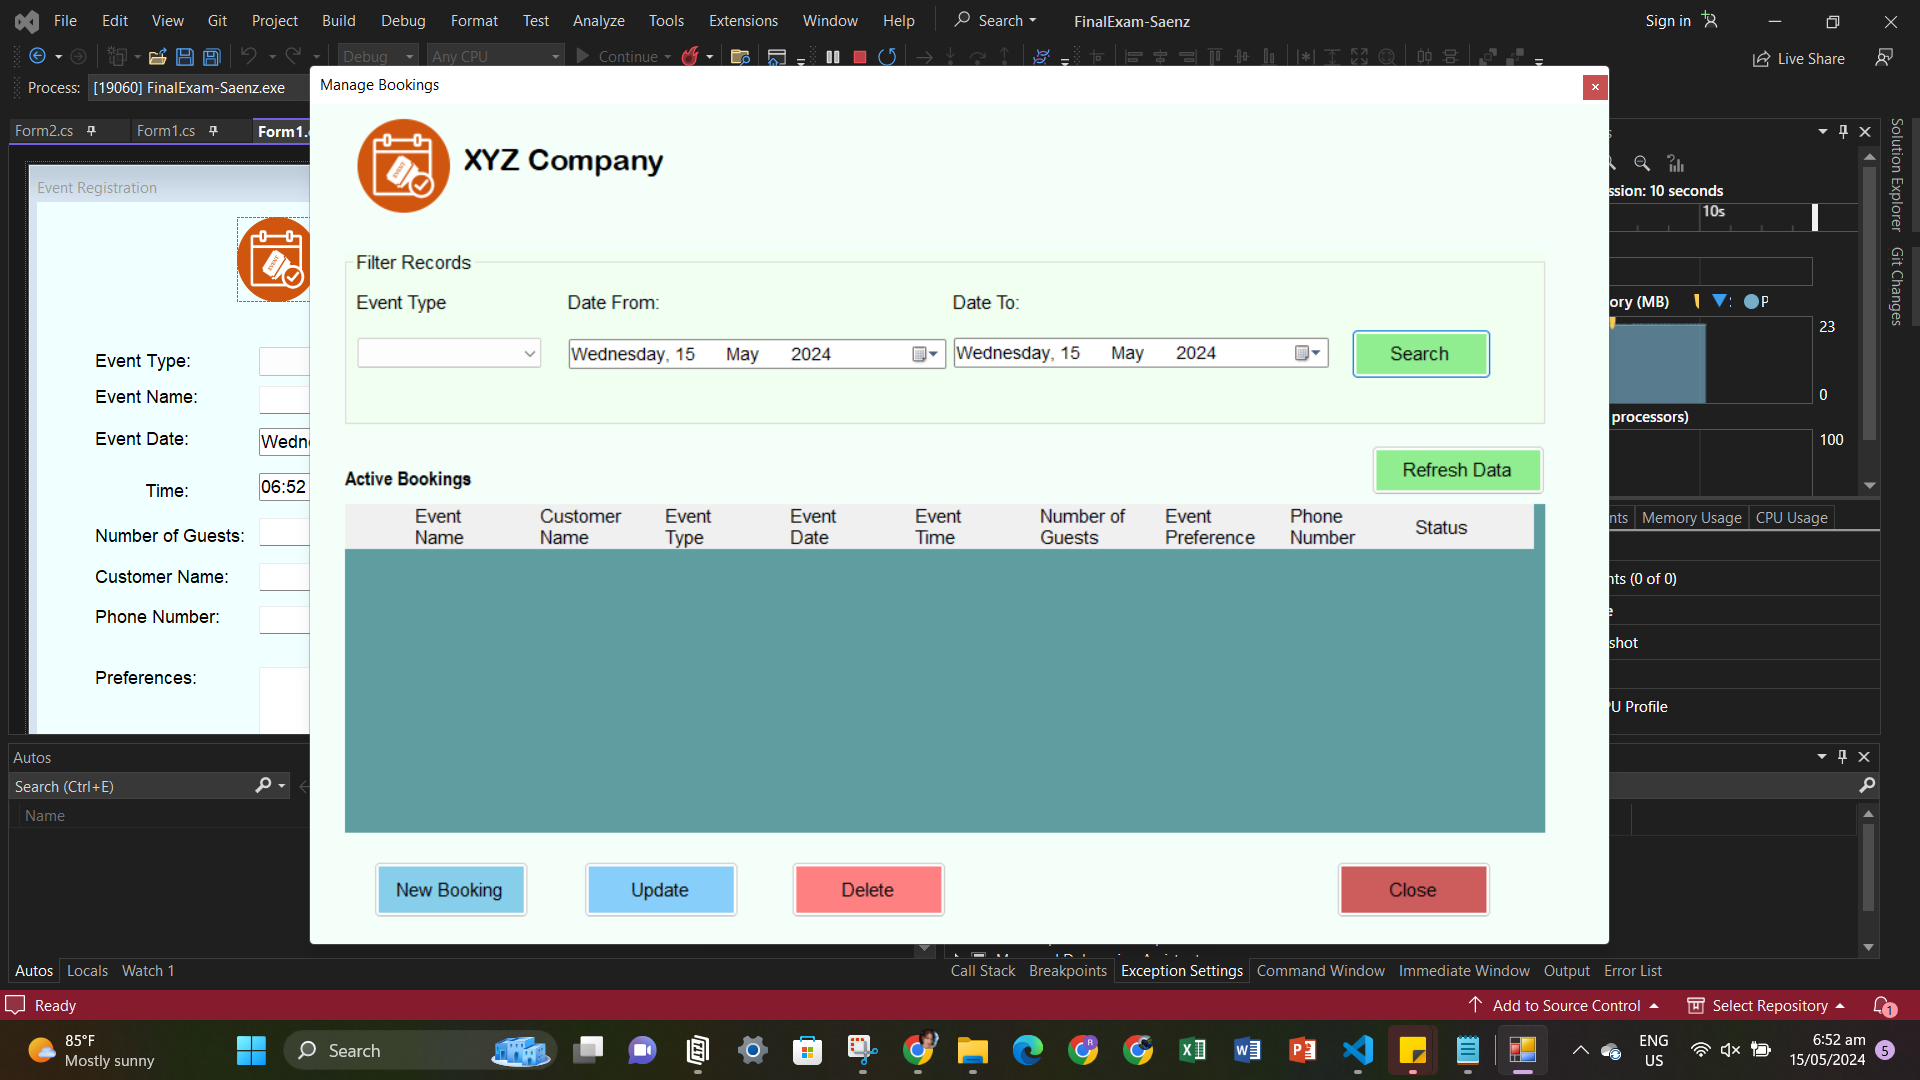 File Edit View Git Project Build Debug Format Test Analyze Tools Extensions Window Help Search FinalExam-Saenz Sign in
Debug Any CPU Continue Live Share
Process: [19060] FinalExam-Saenz.exe
Manage Bookings
Form2.cs Form1.cs Form1.
Event Registration
XYZ Company
ssion: 10 seconds
10s
Filter Records
Event Type Date From: Date To:
Wednesday, 15 May 2024 Wednesday, 15 May 2024 Search
ory (MB)
23
0
processors)
100
Event Type:
Event Name:
Event Date: Wedn
Time: 06:52
Number of Guests:
Customer Name:
Phone Number:
Preferences:
Active Bookings Refresh Data
Event Name Customer Name Event Type Event Date Event Time Number of Guests Event Preference Phone Number Status
nts Memory Usage CPU Usage
nts (0 of 0)
e
shot
PU Profile
Solution Explorer
Git Changes
New Booking Update Delete Close
Autos
Search (Ctrl+E)
Name
Autos Locals Watch 1 Call Stack Breakpoints Exception Settings Command Window Immediate Window Output Error List
Ready Add to Source Control Select Repository 1
85°F
Mostly sunny
Search
ENG
US
6:52 am
15/05/2024
5